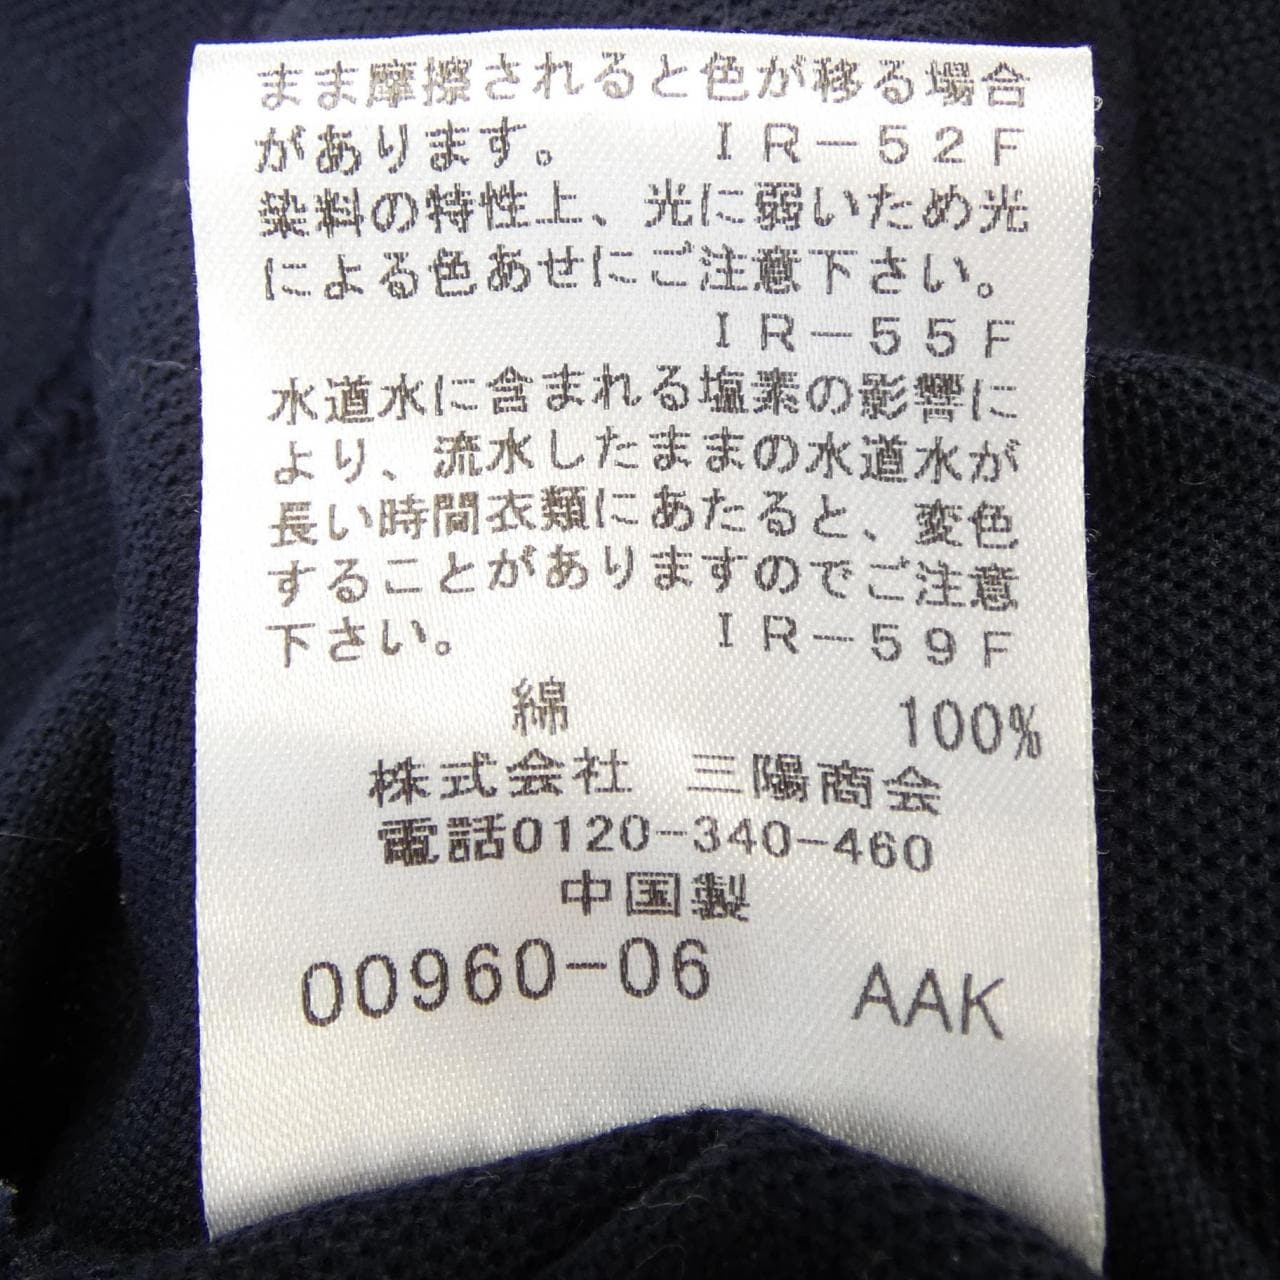 まま摩擦されると色が移る場合
があります。 ＩＲ－５２Ｆ
染料の特性上、光に弱いため光
による色あせにご注意下さい。
ＩＲ－５５Ｆ
水道水に含まれる塩素の影響に
より、流水したままの水道水が
長い時間衣類にあたると、変色
することがありますのでご注意
下さい。 ＩＲ－５９Ｆ
綿 100%
株式会社 三陽商会
電話0120-340-460
中国製
00960-06 AAK